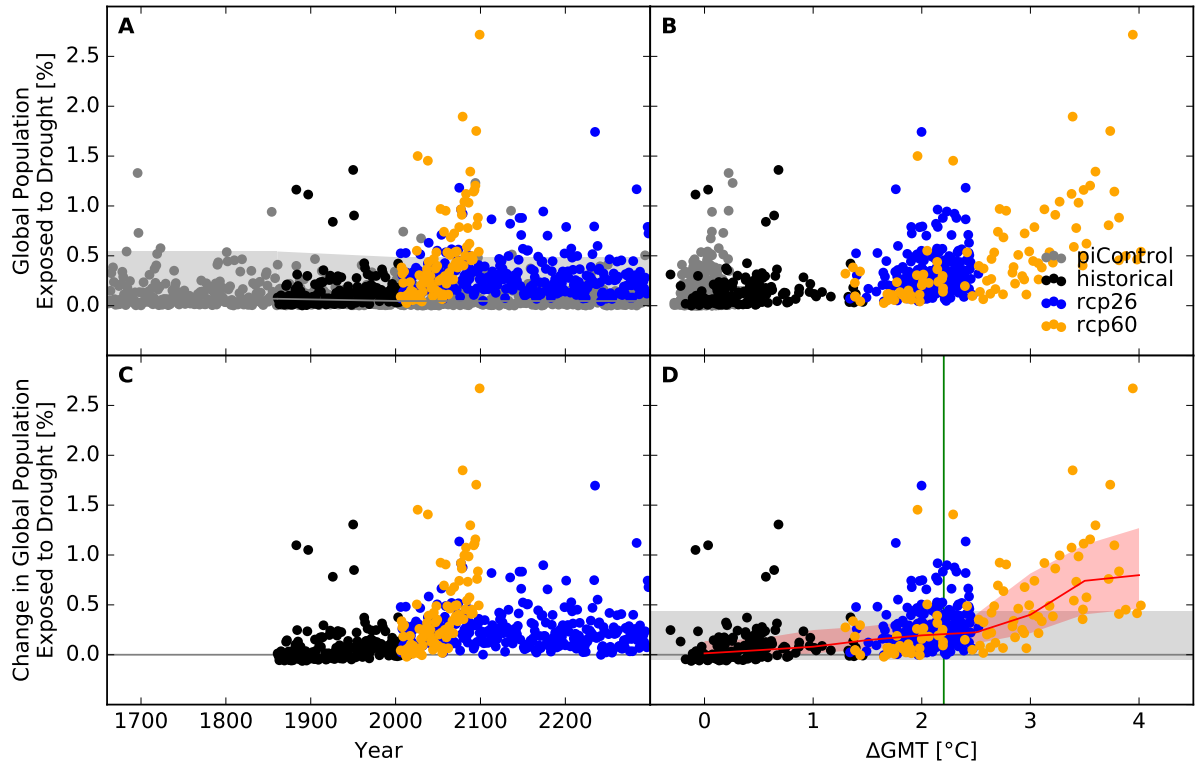 A
B
Global Population
Exposed to Drought [%]
2.5
2.0
1.5
1.0
0.5
0.0
piControl
historical
rcp26
rcp60
C
D
Change in Global Population
Exposed to Drought [%]
2.5
2.0
1.5
1.0
0.5
0.0
1700 1800 1900 2000 2100 2200
0 1 2 3 4
Year
ΔGMT [°C]